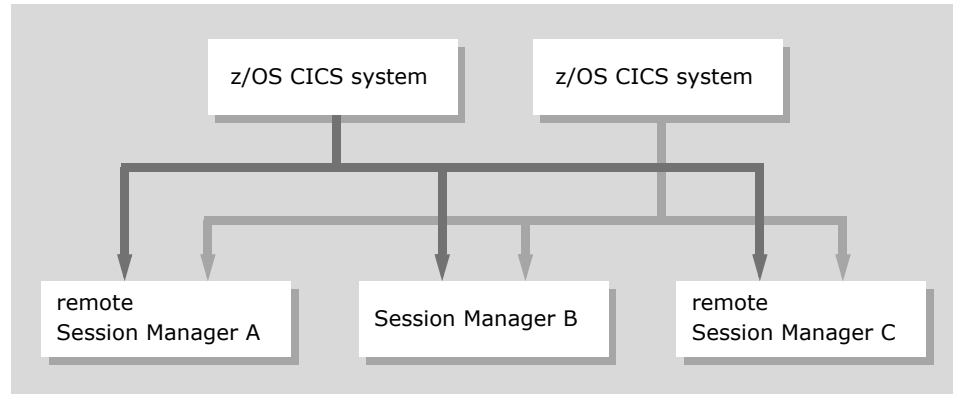 z/OS CICS system
z/OS CICS system
remote
Session Manager A
Session Manager B
remote
Session Manager C